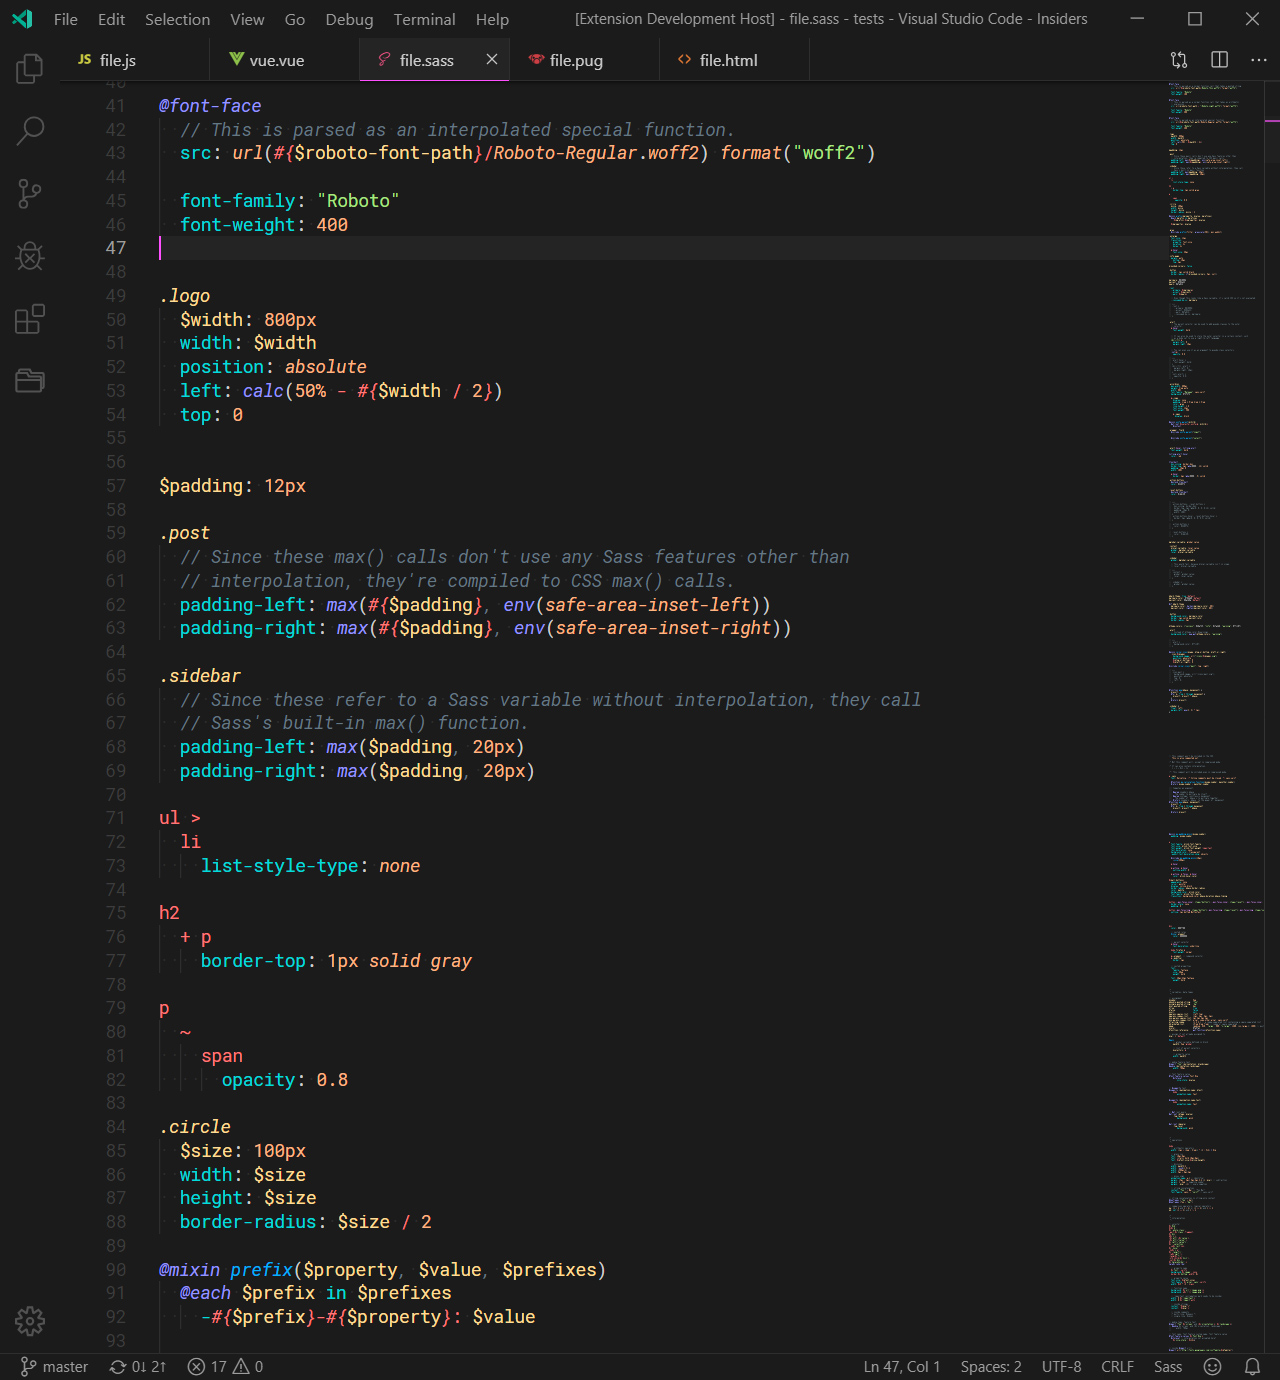 File Edit Selection View Go Debug Terminal Help [Extension Development Host] - file.sass - tests - Visual Studio Code - Insiders
JS file.js vue.vue file.sass file.pug file.html
40
41 @font-face
42 // This is parsed as an interpolated special function.
43 src: url(#{$roboto-font-path}/Roboto-Regular.woff2) format("woff2")
44
45 font-family: "Roboto"
46 font-weight: 400
47
48
49 .logo
50 $width: 800px
51 width: $width
52 position: absolute
53 left: calc(50% - #{$width / 2})
54 top: 0
55
56
57 $padding: 12px
58
59 .post
60 // Since these max() calls don't use any Sass features other than
61 // interpolation, they're compiled to CSS max() calls.
62 padding-left: max(#{$padding}, env(safe-area-inset-left))
63 padding-right: max(#{$padding}, env(safe-area-inset-right))
64
65 .sidebar
66 // Since these refer to a Sass variable without interpolation, they call
67 // Sass's built-in max() function.
68 padding-left: max($padding, 20px)
69 padding-right: max($padding, 20px)
70
71 ul >
72 li
73 list-style-type: none
74
75 h2
76 + p
77 border-top: 1px solid gray
78
79 p
80 ~
81 span
82 opacity: 0.8
83
84 .circle
85 $size: 100px
86 width: $size
87 height: $size
88 border-radius: $size / 2
89
90 @mixin prefix($property, $value, $prefixes)
91 @each $prefix in $prefixes
92 -#{$prefix}-#{$property}: $value
93
master 0↓ 2↑ 17 0 Ln 47, Col 1 Spaces: 2 UTF-8 CRLF Sass